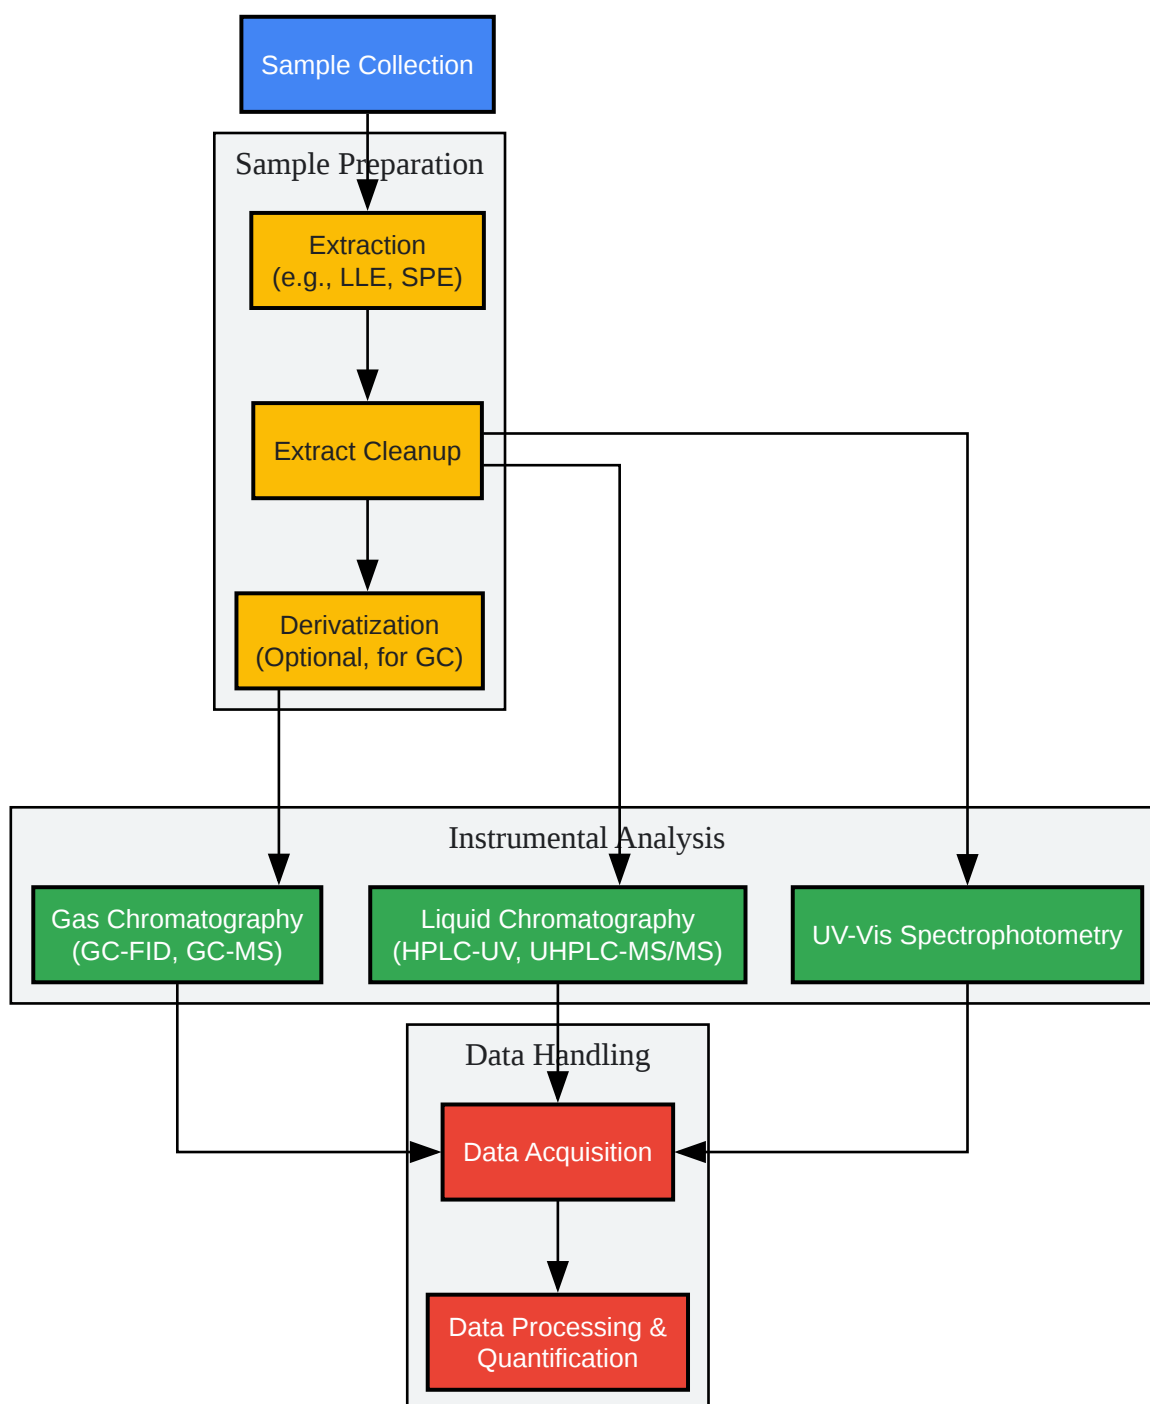 Sample Collection
Sample Preparation
Extraction
(e.g., LLE, SPE)
Extract Cleanup
Derivatization
(Optional, for GC)
Instrumental Analysis
Gas Chromatography
(GC-FID, GC-MS)
Liquid Chromatography
(HPLC-UV, UHPLC-MS/MS)
UV-Vis Spectrophotometry
Data Handling
Data Acquisition
Data Processing &
Quantification